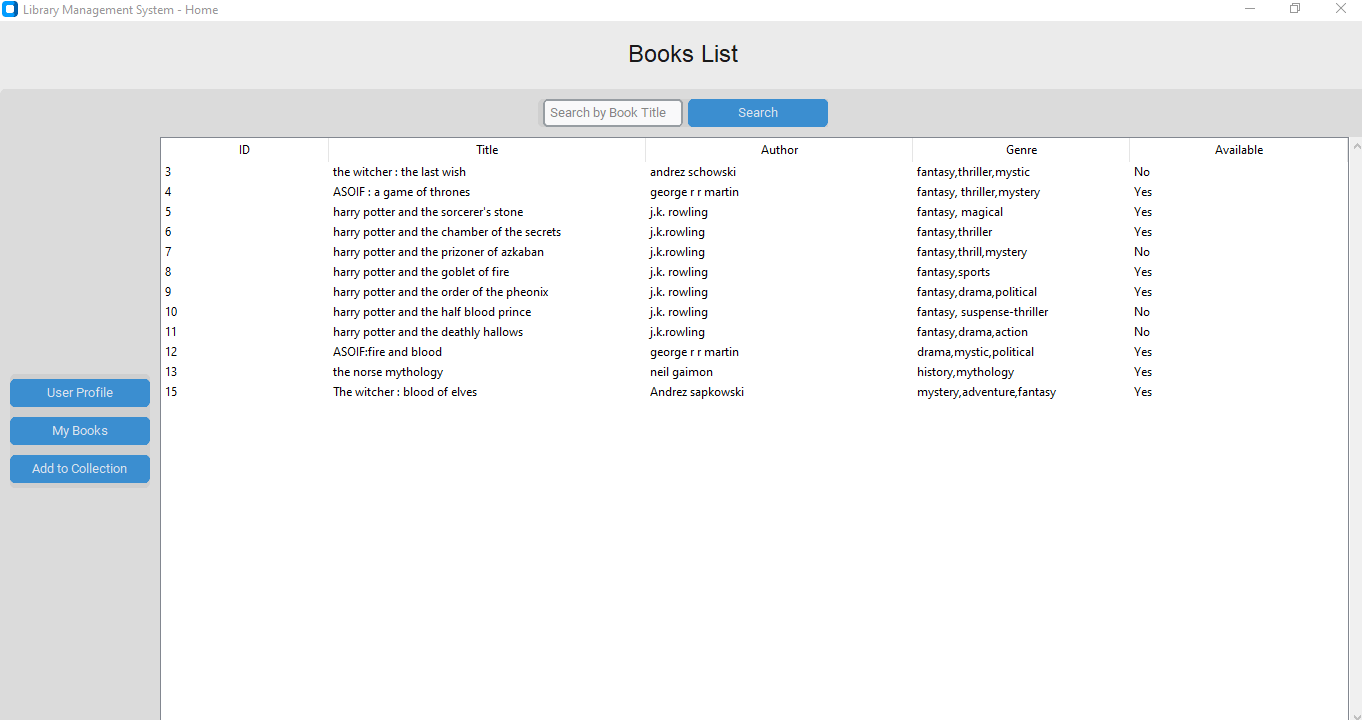 Library Management System - Home
Books List
Search by Book Title Search
ID Title Author Genre Available
3 the witcher : the last wish andrez schowski fantasy,thriller,mystic No
4 ASOIF : a game of thrones george r r martin fantasy, thriller,mystery Yes
5 harry potter and the sorcerer's stone j.k. rowling fantasy, magical Yes
6 harry potter and the chamber of the secrets j.k.rowling fantasy,thriller Yes
7 harry potter and the prizoner of azkaban j.k.rowling fantasy,thrill,mystery No
8 harry potter and the goblet of fire j.k. rowling fantasy,sports Yes
9 harry potter and the order of the pheonix j.k. rowling fantasy,drama,political Yes
10 harry potter and the half blood prince j.k. rowling fantasy, suspense-thriller No
11 harry potter and the deathly hallows j.k.rowling fantasy,drama,action No
12 ASOIF:fire and blood george r r martin drama,mystic,political Yes
13 the norse mythology neil gaimon history,mythology Yes
15 The witcher : blood of elves Andrez sapkowski mystery,adventure,fantasy Yes
User Profile
My Books
Add to Collection